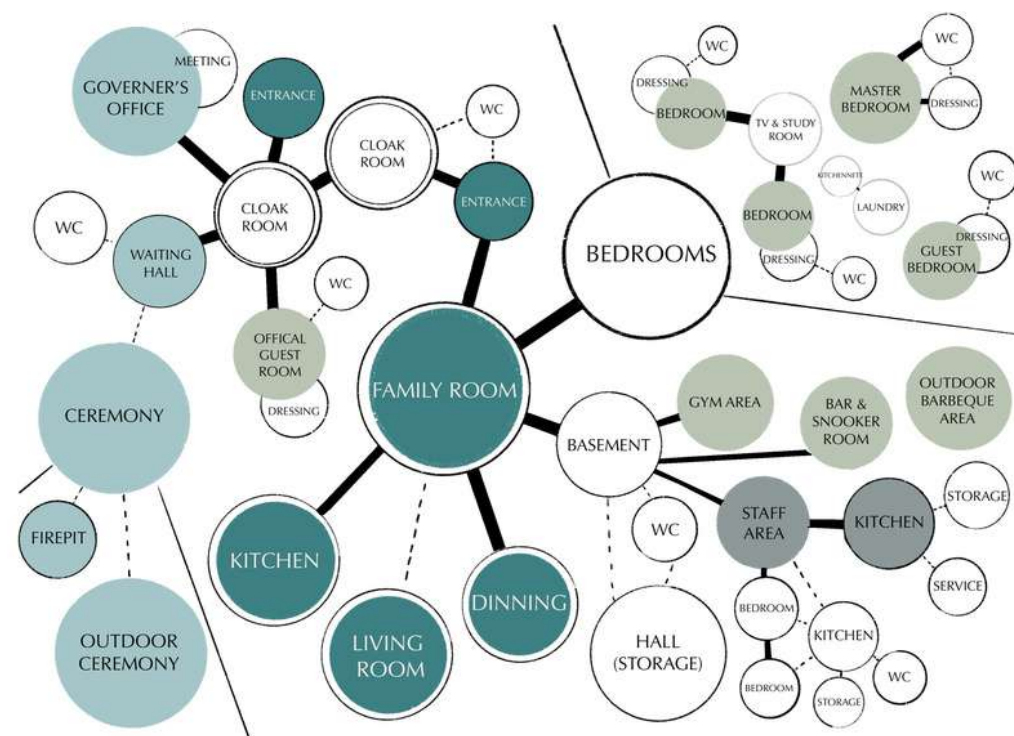 GOVERNER'S
OFFICE
MEETING
ENTRANCE
CLOAK
ROOM
WC
CLOAK
ROOM
ENTRANCE
WC
WAITING
HALL
OFFICAL
GUEST
ROOM
WC
DRESSING
CEREMONY
FIREPIT
OUTDOOR
CEREMONY
FAMILY ROOM
KITCHEN
LIVING
ROOM
DINNING
BEDROOMS
WC
DRESSING
BEDROOM
TV & STUDY
ROOM
BEDROOM
DRESSING
WC
KITCHENNETE
LAUNDRY
MASTER
BEDROOM
WC
DRESSING
WC
DRESSING
GUEST
BEDROOM
BASEMENT
GYM AREA
BAR &
SNOOKER
ROOM
OUTDOOR
BARBEQUE
AREA
WC
HALL
(STORAGE)
STAFF
AREA
KITCHEN
STORAGE
SERVICE
BEDROOM
KITCHEN
BEDROOM
STORAGE
WC